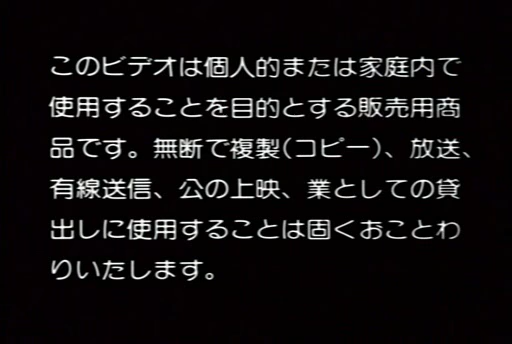 このビデオは個人的または家庭内で
使用することを目的とする販売用商
品です。無断で複製(コピー)、放送、
有線送信、公の上映、業としての貸
出しに使用することは固くおことわ
りいたします。